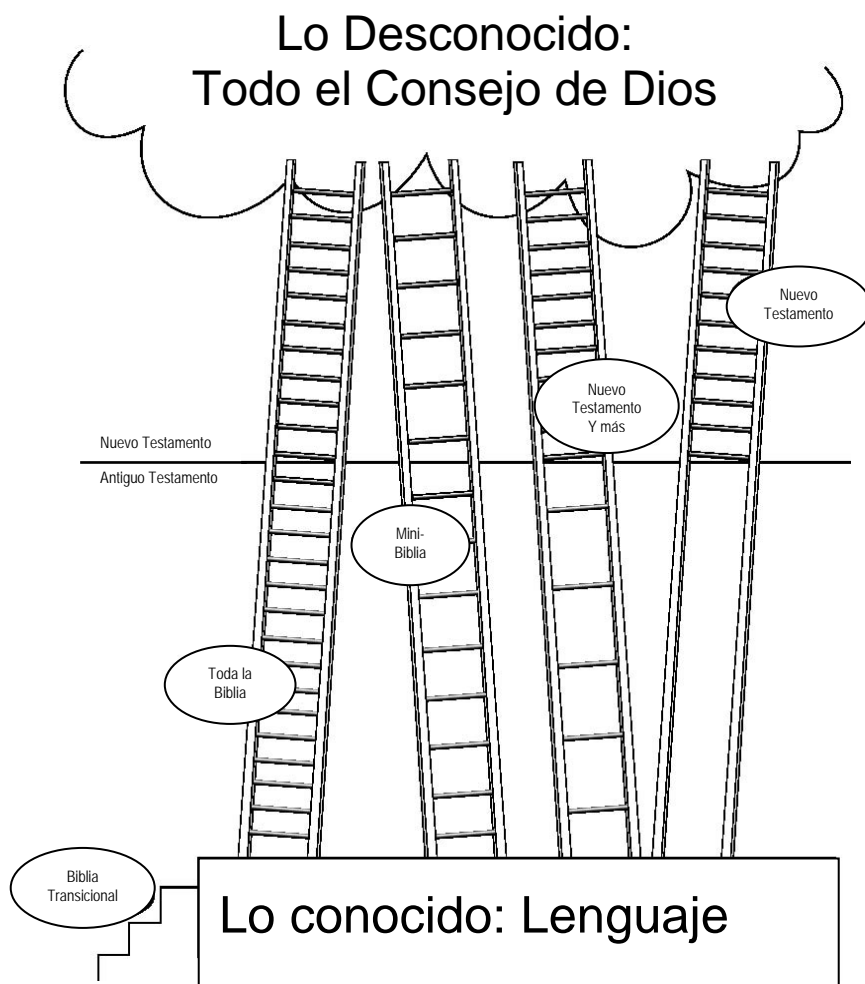 Lo Desconocido:
Todo el Consejo de Dios
Nuevo
Testamento
Nuevo
Testamento
Y más
Nuevo Testamento
Antiguo Testamento
Mini-
Biblia
Toda la
Biblia
Biblia
Transicional
Lo conocido: Lenguaje